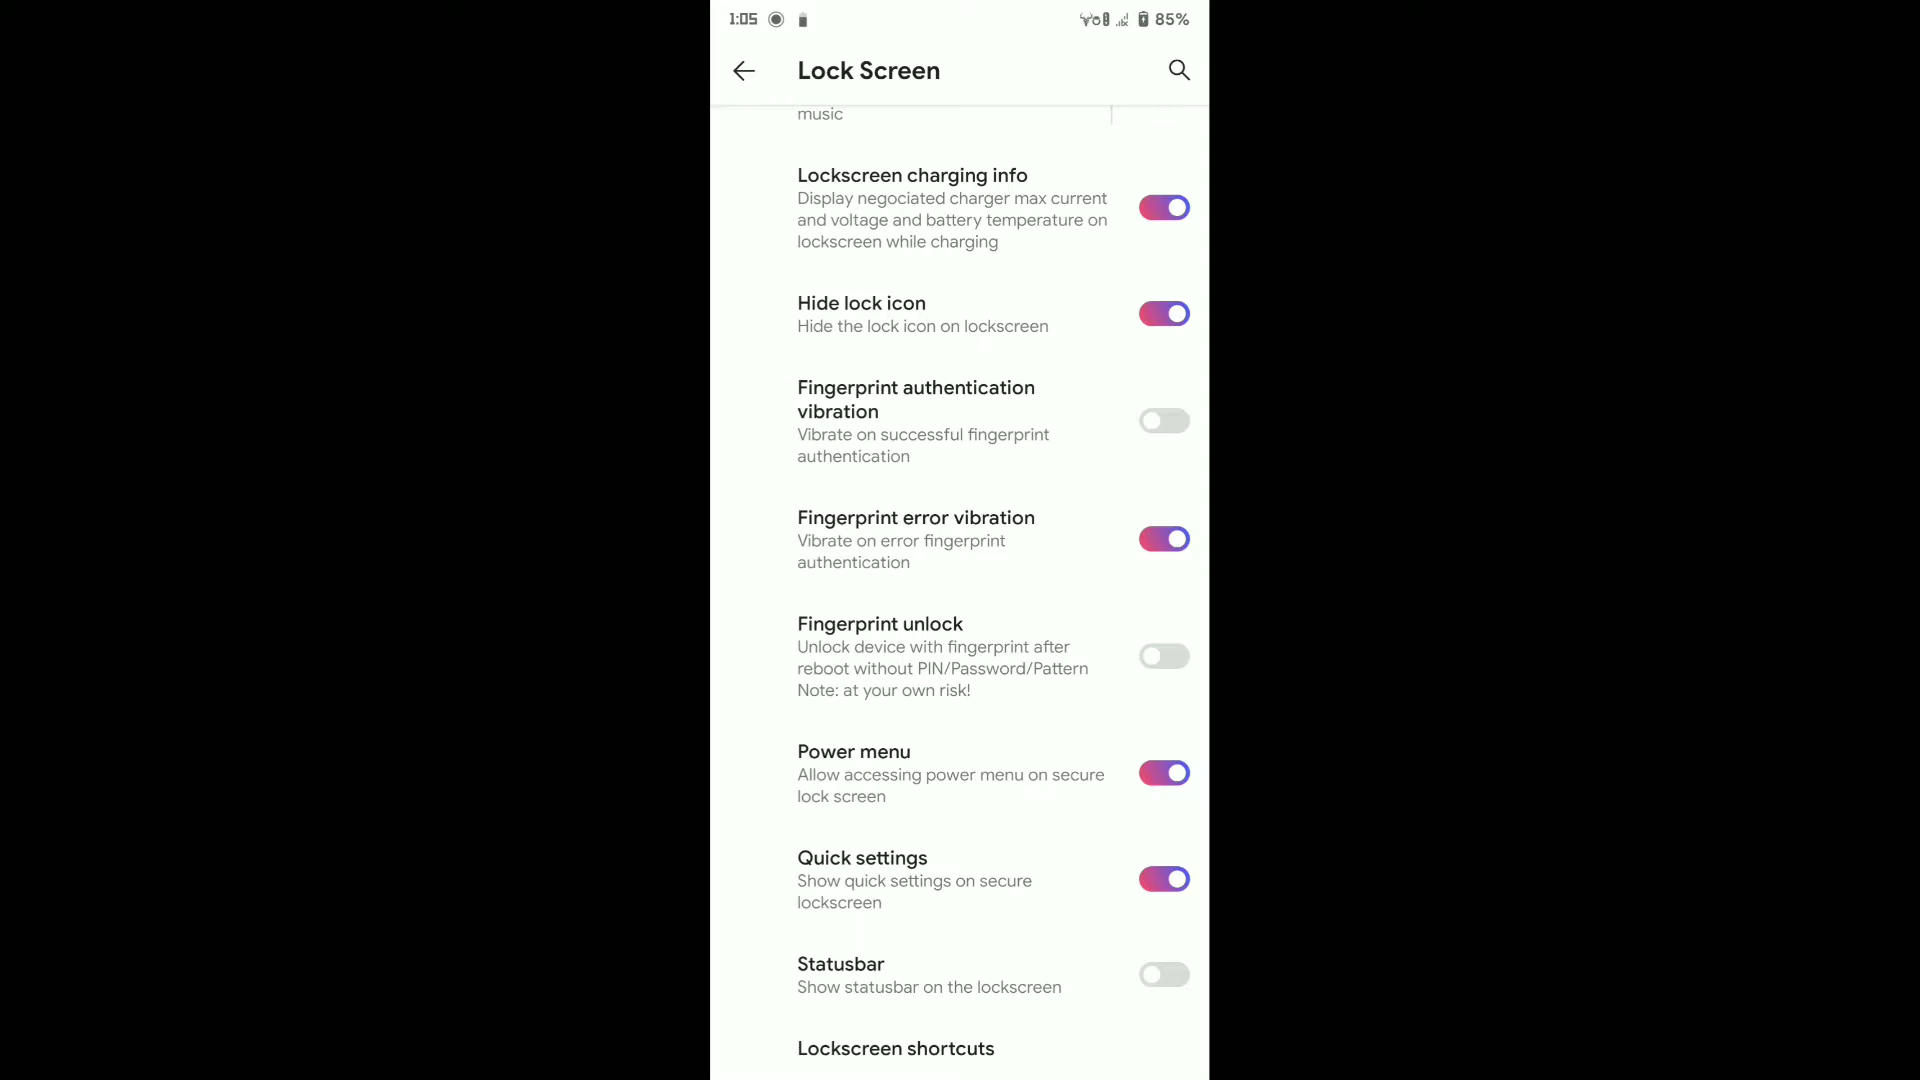 1:05
85%
Lock Screen
music
Lockscreen charging info
Display negociated charger max current
and voltage and battery temperature on
lockscreen while charging
Hide lock icon
Hide the lock icon on lockscreen
Fingerprint authentication
vibration
Vibrate on successful fingerprint
authentication
Fingerprint error vibration
Vibrate on error fingerprint
authentication
Fingerprint unlock
Unlock device with fingerprint after
reboot without PIN/Password/Pattern
Note: at your own risk!
Power menu
Allow accessing power menu on secure
lock screen
Quick settings
Show quick settings on secure
lockscreen
Statusbar
Show statusbar on the lockscreen
Lockscreen shortcuts